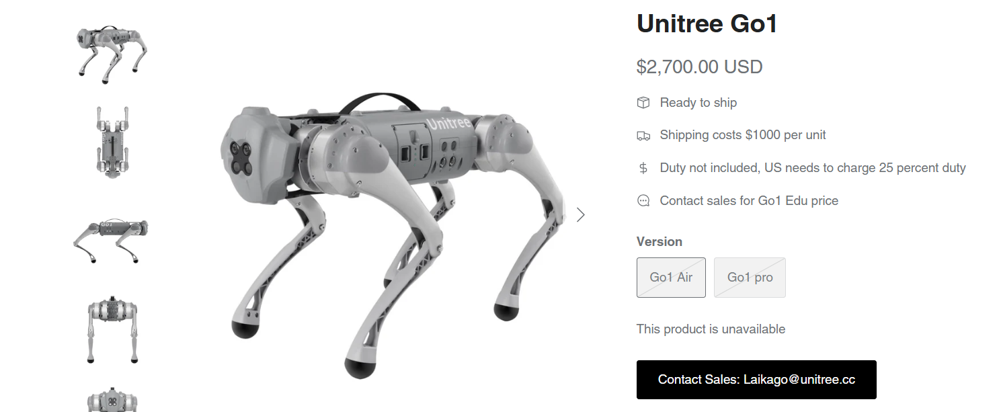 Unitree Go1
$2,700.00 USD
Ready to ship
Shipping costs $1000 per unit
Duty not included, US needs to charge 25 percent duty
Contact sales for Go1 Edu price
Version
Go1 Air
Go1 pro
This product is unavailable
Contact Sales: Laikago@unitree.cc
Unitree